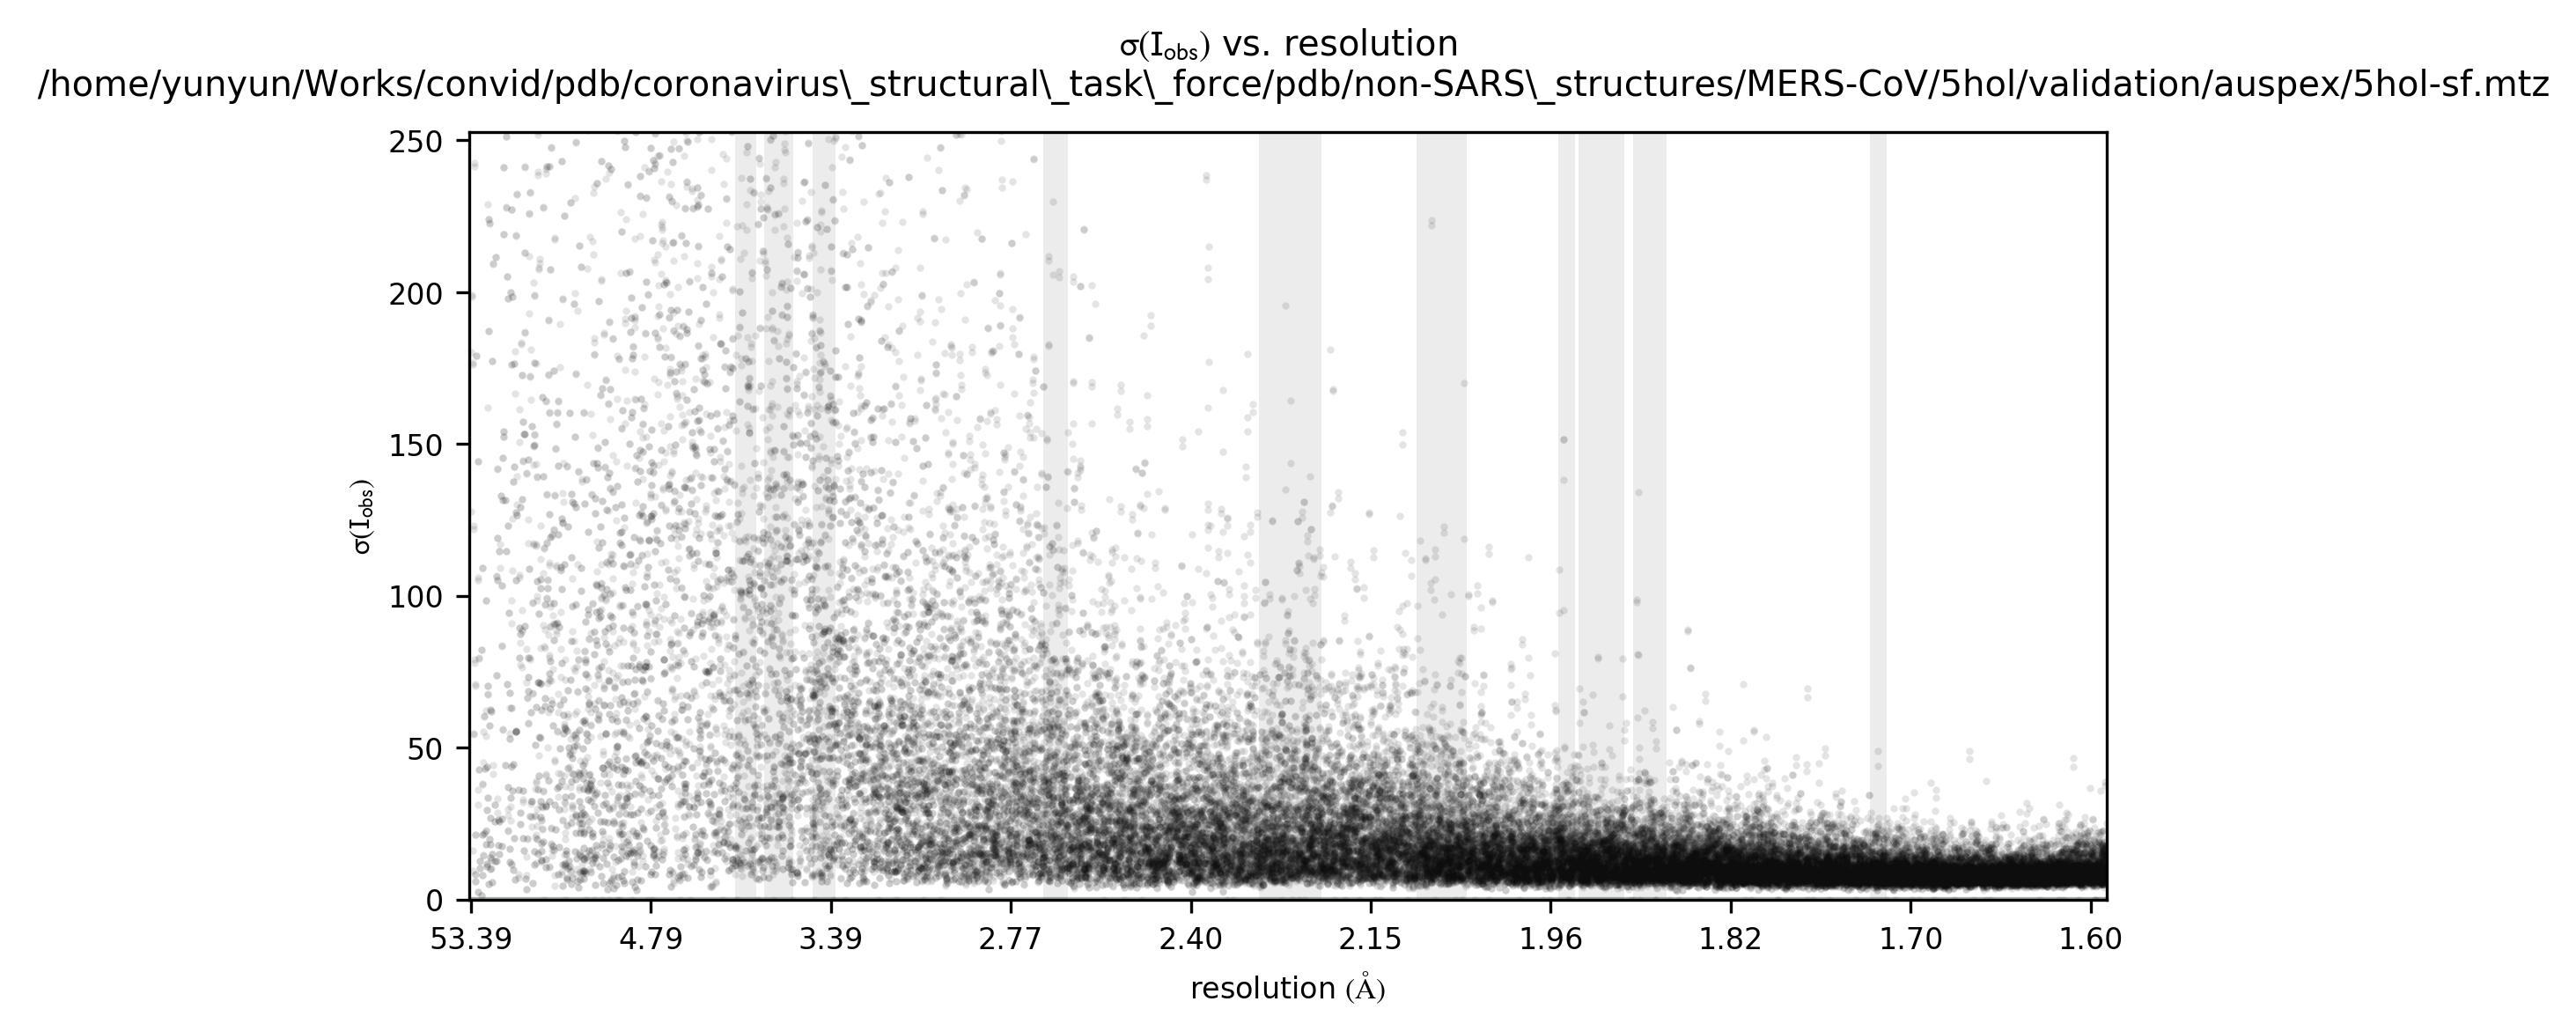 σ(I_obs) vs. resolution
/home/yunyun/Works/convid/pdb/coronavirus\_structural\_task\_force/pdb/non-SARS\_structures/MERS-CoV/5hol/validation/auspex/5hol-sf.mtz
250
200
150
100
50
0
σ(I_obs)
53.39 4.79 3.39 2.77 2.40 2.15 1.96 1.82 1.70 1.60
resolution (Å)